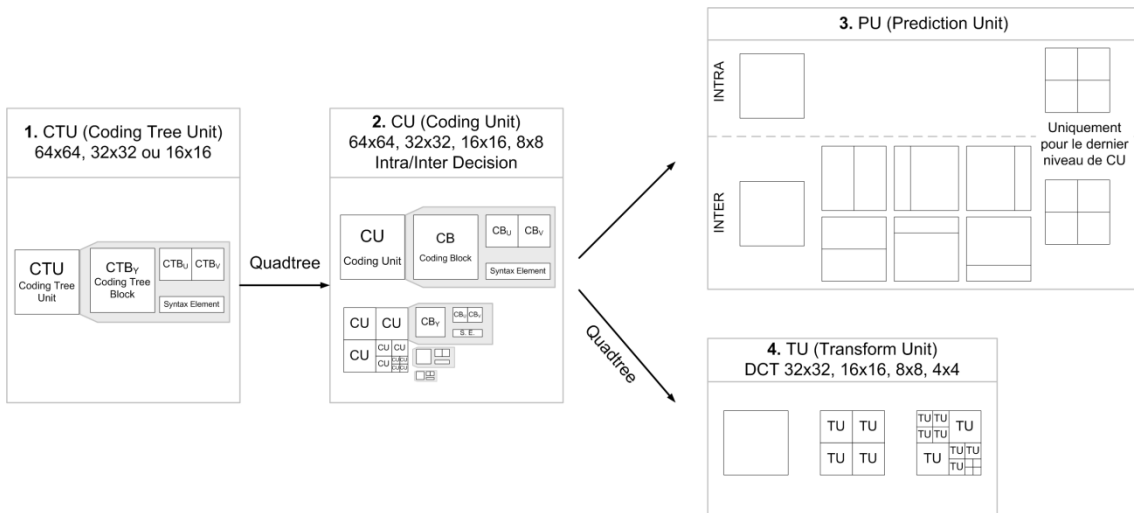 1. CTU (Coding Tree Unit)
64x64, 32x32 ou 16x16
CTU
Coding Tree
Unit
CTBY
Coding Tree
Block
CTBU CTBV
Syntax Element
Quadtree
2. CU (Coding Unit)
64x64, 32x32, 16x16, 8x8
Intra/Inter Decision
CU
Coding Unit
CB
Coding Block
CBU CBV
Syntax Element
CU CU
CU
CU CU
CU
CU CU
CU CU
CBY
CBU CBV
S. E.
Quadtree
3. PU (Prediction Unit)
INTRA
Uniquement
pour le dernier
niveau de CU
INTER
4. TU (Transform Unit)
DCT 32x32, 16x16, 8x8, 4x4
TU TU
TU TU
TU TU
TU TU
TU
TU
TU TU
TU